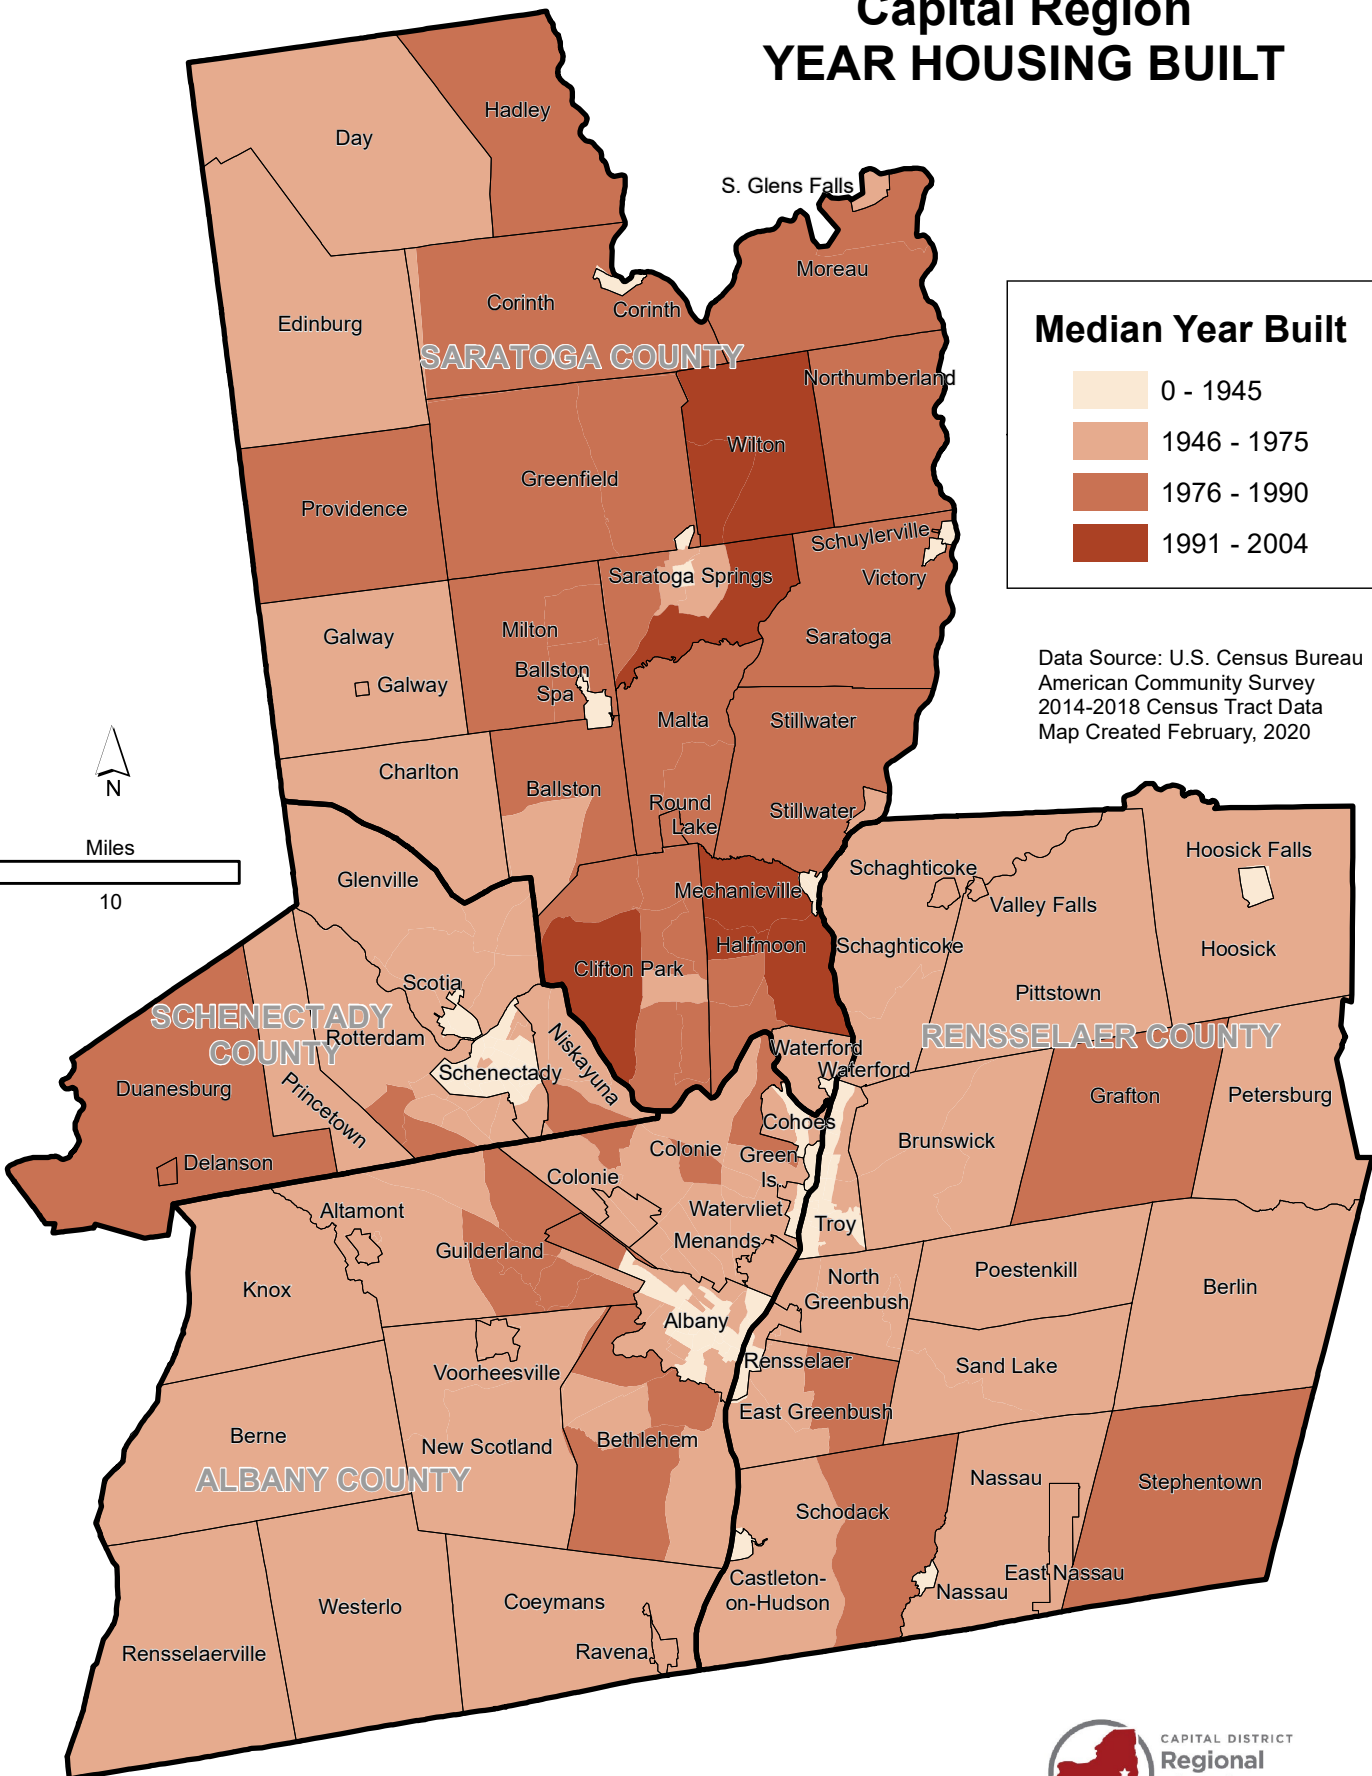 Capital Region
YEAR HOUSING BUILT
Hadley
Day
S. Glens Falls
Moreau
Corinth
Corinth
Edinburg
SARATOGA COUNTY
Northumberland
Wilton
Greenfield
Providence
Schuylerville
Saratoga Springs
Victory
Galway
Milton
Saratoga
Galway
Ballston
Spa
Malta
Stillwater
Charlton
Ballston
Round
Lake
Stillwater
Median Year Built
0 - 1945
1946 - 1975
1976 - 1990
1991 - 2004
Data Source: U.S. Census Bureau
American Community Survey
2014-2018 Census Tract Data
Map Created February, 2020
N
Miles
10
Glenville
Mechanicville
Halfmoon
Clifton Park
Schaghticoke
Valley Falls
Hoosick Falls
Schaghticoke
Hoosick
Pittstown
Scotia
SCHENECTADY
COUNTY
Rotterdam
Niskayuna
Waterford
Waterford
RENSSELAER COUNTY
Schenectady
Duanesburg
Princetown
Grafton
Petersburg
Cohoes
Brunswick
Delanson
Colonie
Green
Is.
Colonie
Altamont
Watervliet
Troy
Menands
Guilderland
Knox
North
Greenbush
Poestenkill
Berlin
Albany
Voorheesville
Rensselaer
Sand Lake
East Greenbush
Berne
New Scotland
Bethlehem
ALBANY COUNTY
Nassau
Stephentown
Schodack
East Nassau
Castleton-
on-Hudson
Nassau
Westerlo
Coeymans
Ravena
Rensselaerville
CAPITAL DISTRICT
Regional